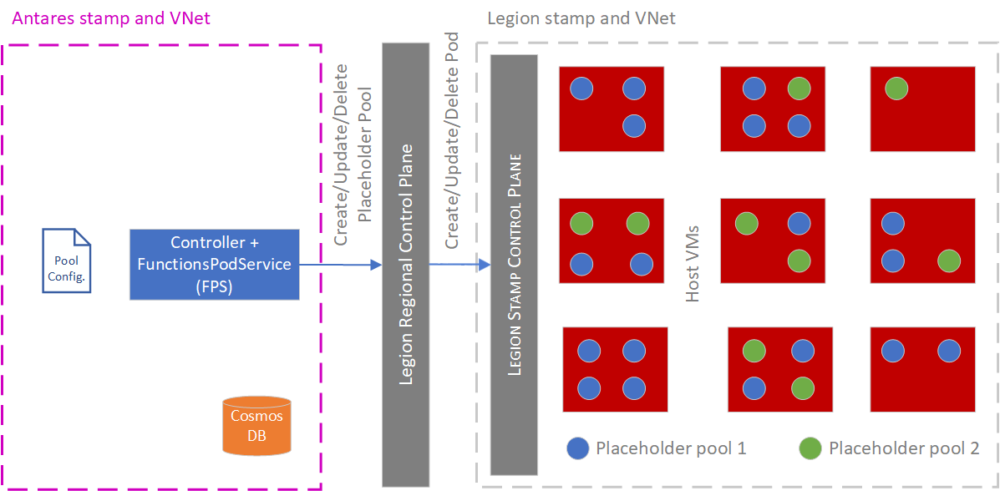 Antares stamp and VNet
Legion stamp and VNet
Pool
Config.
Controller +
FunctionsPodService
(FPS)
Cosmos
DB
Create/Update/Delete
Placeholder Pool
Legion Regional Control Plane
Create/Update/Delete Pod
LEGION STAMP CONTROL PLANE
Host VMs
Placeholder pool 1
Placeholder pool 2